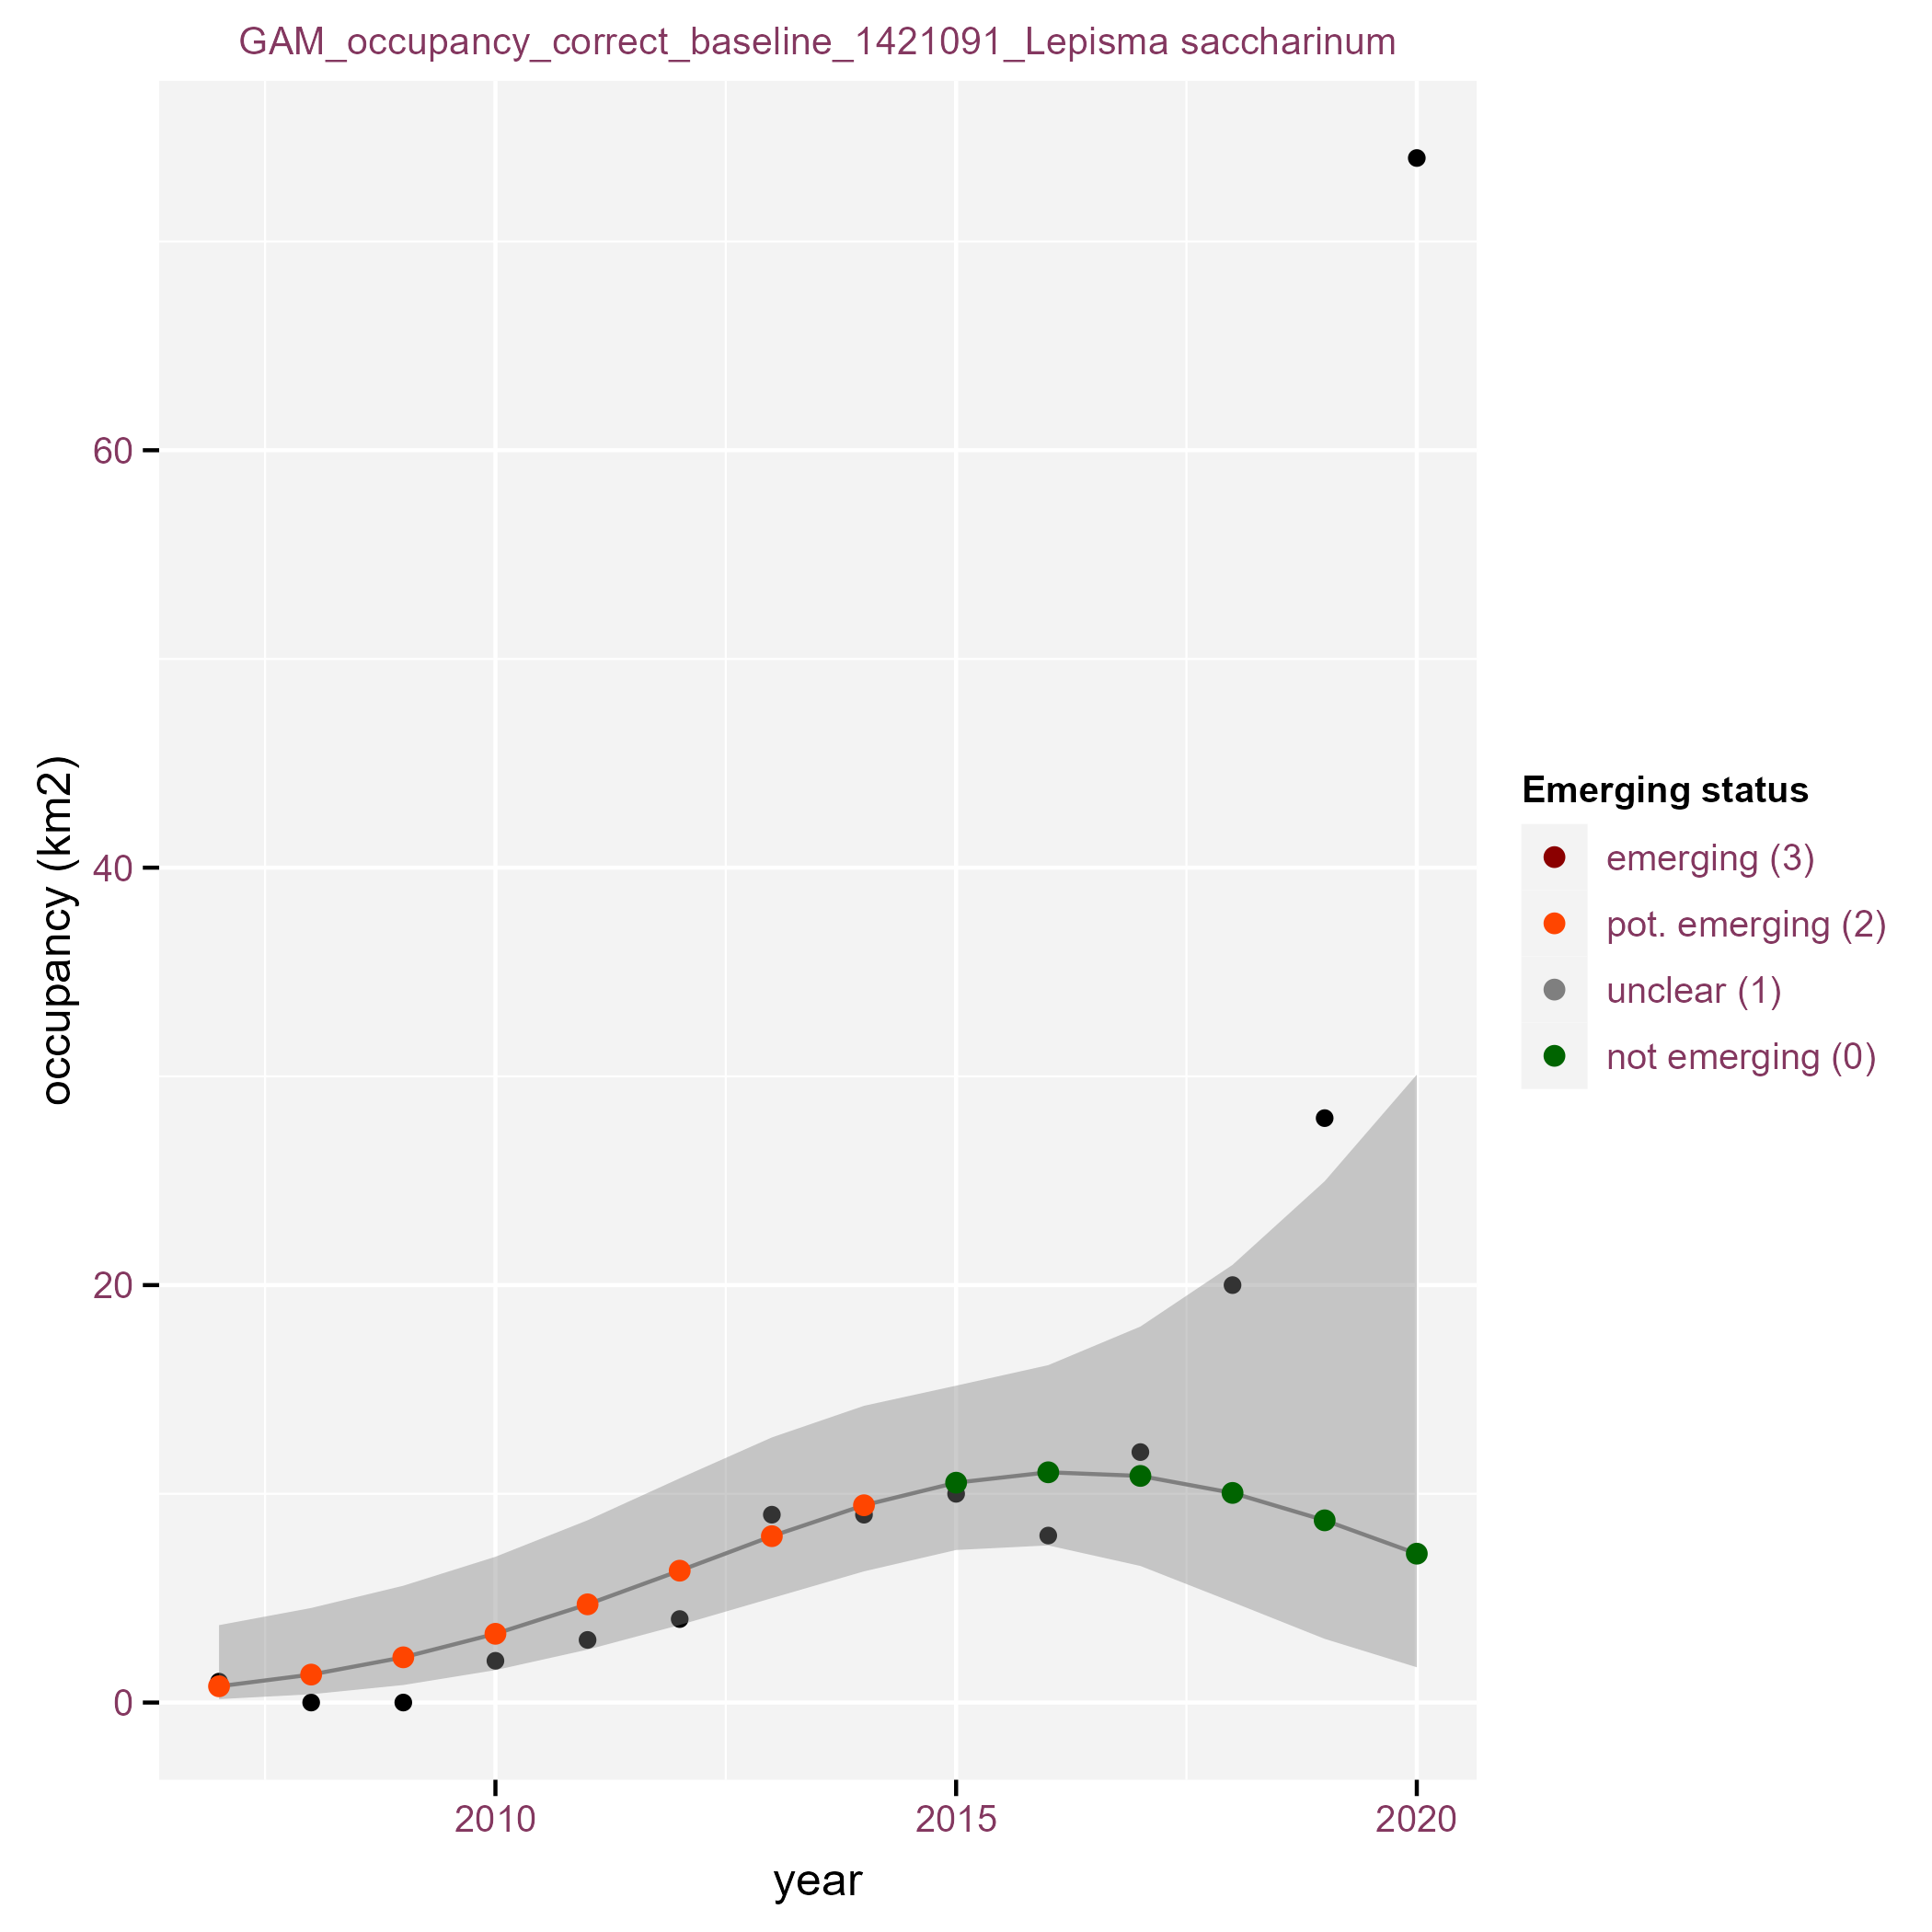 GAM_occupancy_correct_baseline_1421091_Lepisma saccharinum
occupancy (km2)
60
40
20
0
2010
2015
2020
year
Emerging status
emerging (3)
pot. emerging (2)
unclear (1)
not emerging (0)